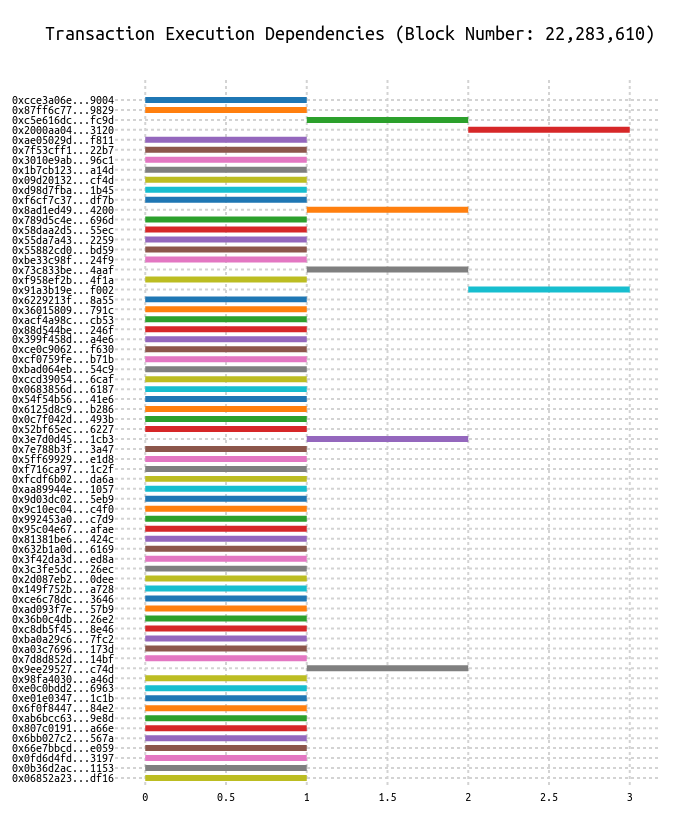 Transaction Execution Dependencies (Block Number: 22,283,610)
0xcce3a06e...9004
0x87ff6c77...9829
0xc5e616dc...fc9d
0x2000aa04...3120
0xae05029d...f811
0x7f53cff1...22b7
0x3010e9ab...96c1
0x1b7cb123...a14d
0x09d20132...cf4d
0xd98d7fba...1b45
0xf6cf7c37...df7b
0x8ad1ed49...4200
0x789d5c4e...696d
0x58daa2d5...55ec
0x55da7a43...2259
0x55882cd0...bd59
0xbe33c98f...24f9
0x73c833be...4aaf
0xf958ef2b...4f1a
0x91a3b19e...f002
0x6229213f...8a55
0x36015809...791c
0xacf4a98c...cb53
0x88d544be...246f
0x399f458d...a4e6
0xce0c9062...f630
0xcf0759fe...b71b
0xbad064eb...54c9
0xccd39054...6caf
0x0683856d...6187
0x54f54b56...41e6
0x6125d8c9...b286
0x0c7f042d...493b
0x52bf65ec...6227
0x3e7d0d45...1cb3
0x7e788b3f...3a47
0x5ff69929...e1d8
0xf716ca97...1c2f
0xfcdf6b02...da6a
0xaa89944e...1057
0x9d03dc02...5eb9
0x9c10ec04...c4f0
0x992453a0...c7d9
0x95c04e67...afae
0x81381be6...424c
0x632b1a0d...6169
0x3f42da3d...ed8a
0x3c3fe5dc...26ec
0x2d087eb2...0dee
0x149f752b...a728
0xce6c78dc...3646
0xad093f7e...57b9
0x36b0c4db...26e2
0xc8db5f45...8e46
0xba0a29c6...7fc2
0xa03c7696...173d
0x7d8d852d...14bf
0x9ee29527...c74d
0x98fa4030...a46d
0xe0c0bdd2...6963
0xe01e0347...1c1b
0x6f0f8447...84e2
0xab6bcc63...9e8d
0x807c0191...a66e
0x6bb027c2...567a
0x66e7bbcd...e059
0x0fd6d4fd...3197
0x0b36d2ac...1153
0x06852a23...df16
0 0.5 1 1.5 2 2.5 3